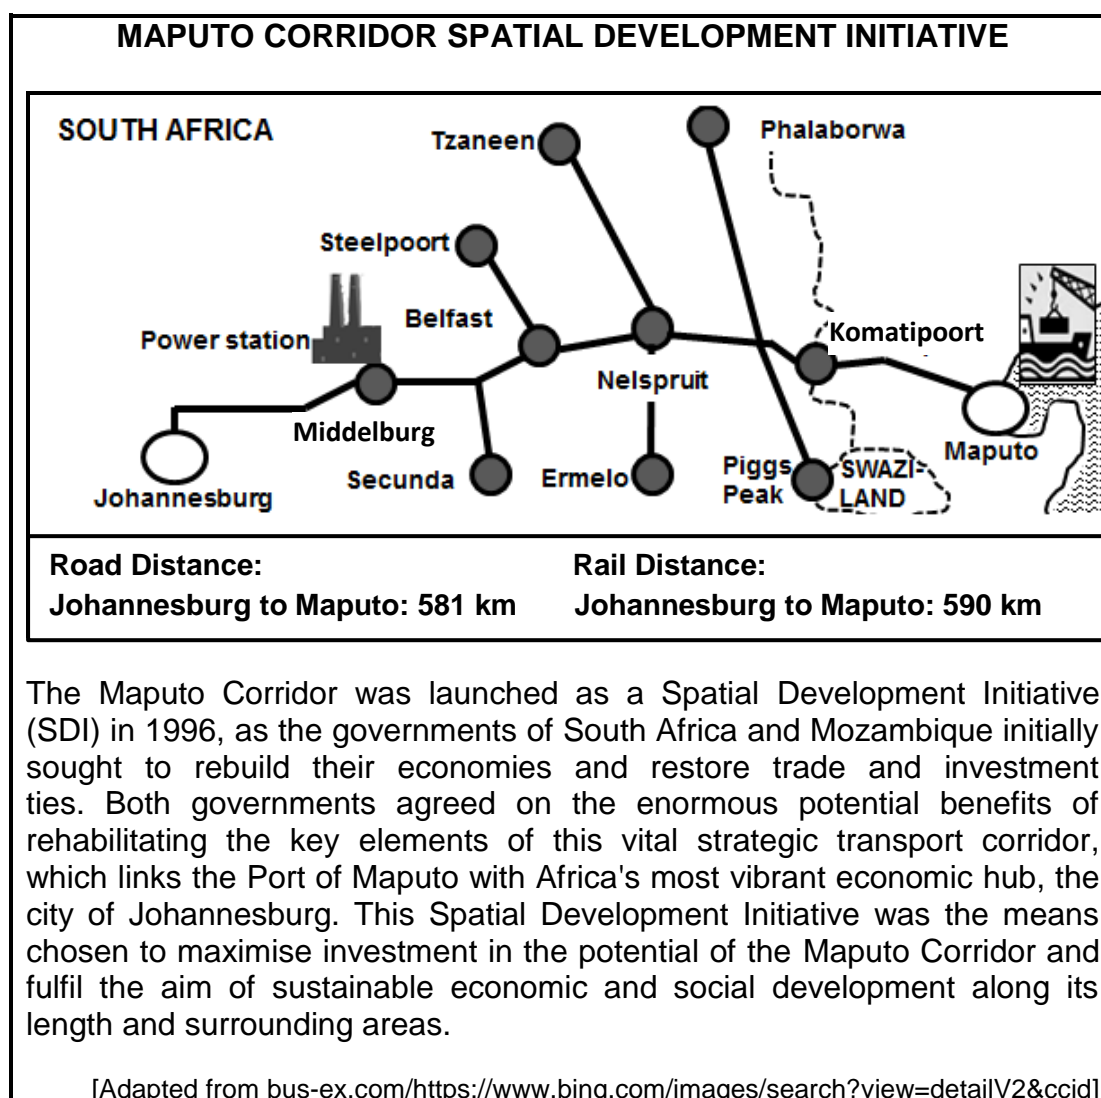 MAPUTO CORRIDOR SPATIAL DEVELOPMENT INITIATIVE
SOUTH AFRICA
Tzaneen
Phalaborwa
Steelpoort
Belfast
Komatipoort
Power station
Nelspruit
Middelburg
Maputo
Secunda
Ermelo
Piggs
Peak
SWAZI-
LAND
Johannesburg
Road Distance:
Johannesburg to Maputo: 581 km
Rail Distance:
Johannesburg to Maputo: 590 km
The Maputo Corridor was launched as a Spatial Development Initiative
(SDI) in 1996, as the governments of South Africa and Mozambique initially
sought to rebuild their economies and restore trade and investment
ties. Both governments agreed on the enormous potential benefits of
rehabilitating the key elements of this vital strategic transport corridor,
which links the Port of Maputo with Africa's most vibrant economic hub, the
city of Johannesburg. This Spatial Development Initiative was the means
chosen to maximise investment in the potential of the Maputo Corridor and
fulfil the aim of sustainable economic and social development along its
length and surrounding areas.
[Adapted from bus-ex.com/https://www.bing.com/images/search?view=detailV2&ccid]